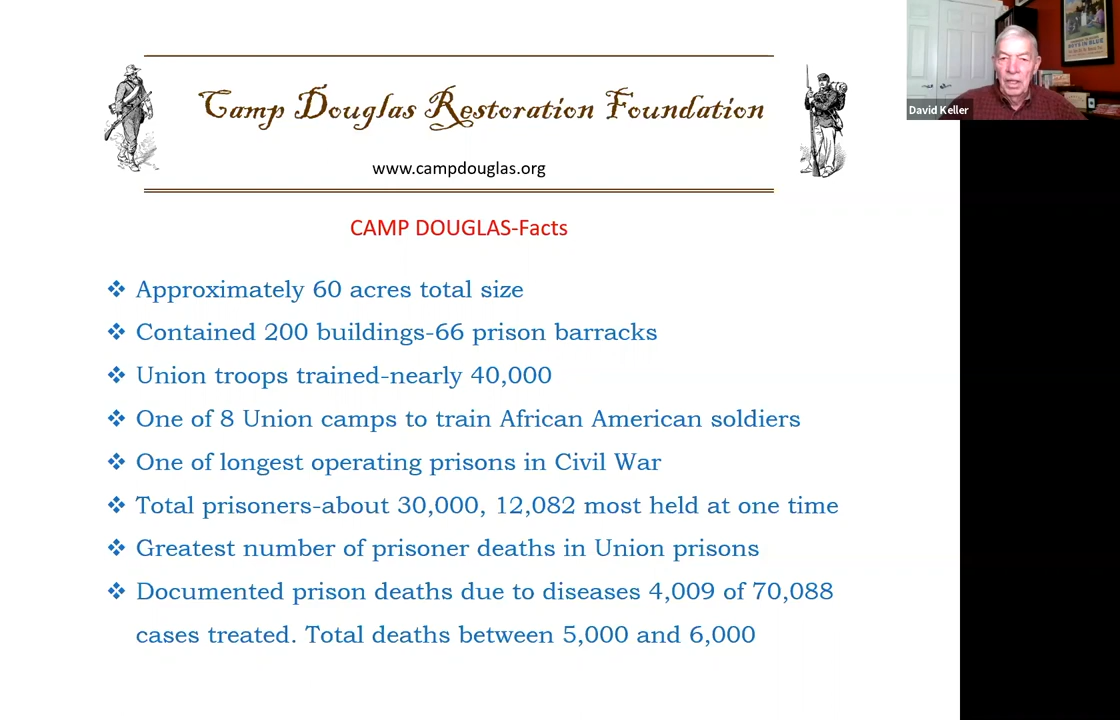 Camp Douglas Restoration Foundation
www.campdouglas.org
David Keller
CAMP DOUGLAS-Facts
❖ Approximately 60 acres total size
❖ Contained 200 buildings-66 prison barracks
❖ Union troops trained-nearly 40,000
❖ One of 8 Union camps to train African American soldiers
❖ One of longest operating prisons in Civil War
❖ Total prisoners-about 30,000, 12,082 most held at one time
❖ Greatest number of prisoner deaths in Union prisons
❖ Documented prison deaths due to diseases 4,009 of 70,088
cases treated. Total deaths between 5,000 and 6,000